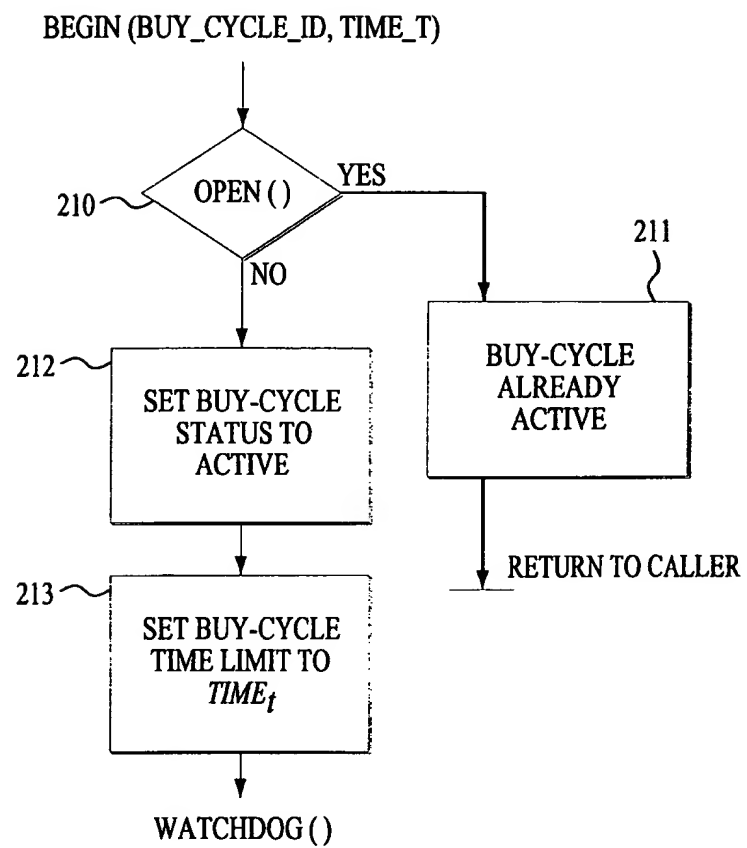 BEGIN (BUY_CYCLE_ID, TIME_T)
OPEN ( )
YES
210
NO
211
212
SET BUY-CYCLE
STATUS TO
ACTIVE
BUY-CYCLE
ALREADY
ACTIVE
RETURN TO CALLER
213
SET BUY-CYCLE
TIME LIMIT TO
TIMEt
WATCHDOG ( )